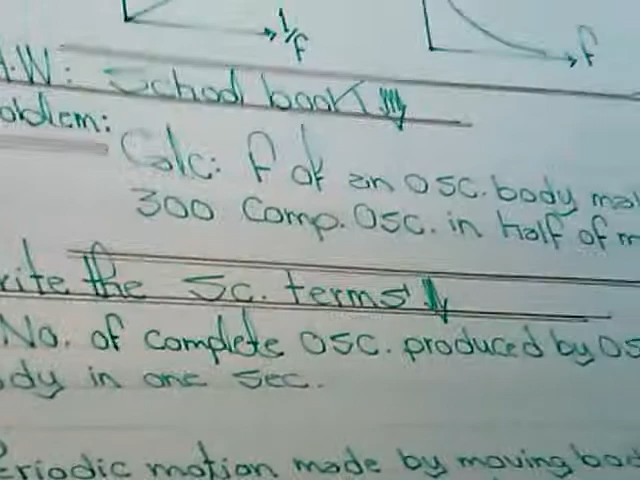 1/f
f
.W: School book
oblem:
Calc: F of an osc. body ma
300 comp. osc. in half of m
rite the sc. terms
No. of complete osc. produced by os
dy in one sec.
eriodic motion made by moving bod